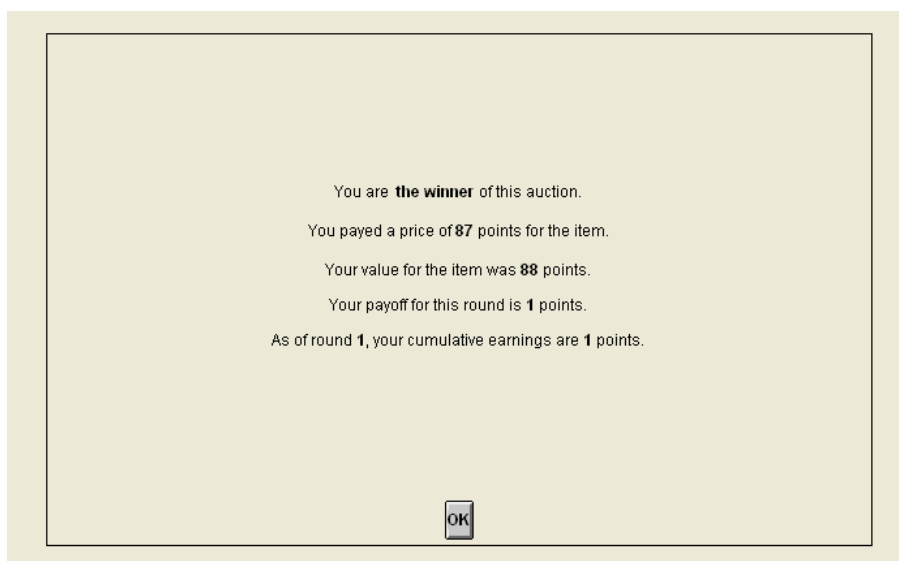 You are the winner of this auction.
You payed a price of 87 points for the item.
Your value for the item was 88 points.
Your payoff for this round is 1 points.
As of round 1, your cumulative earnings are 1 points.
OK